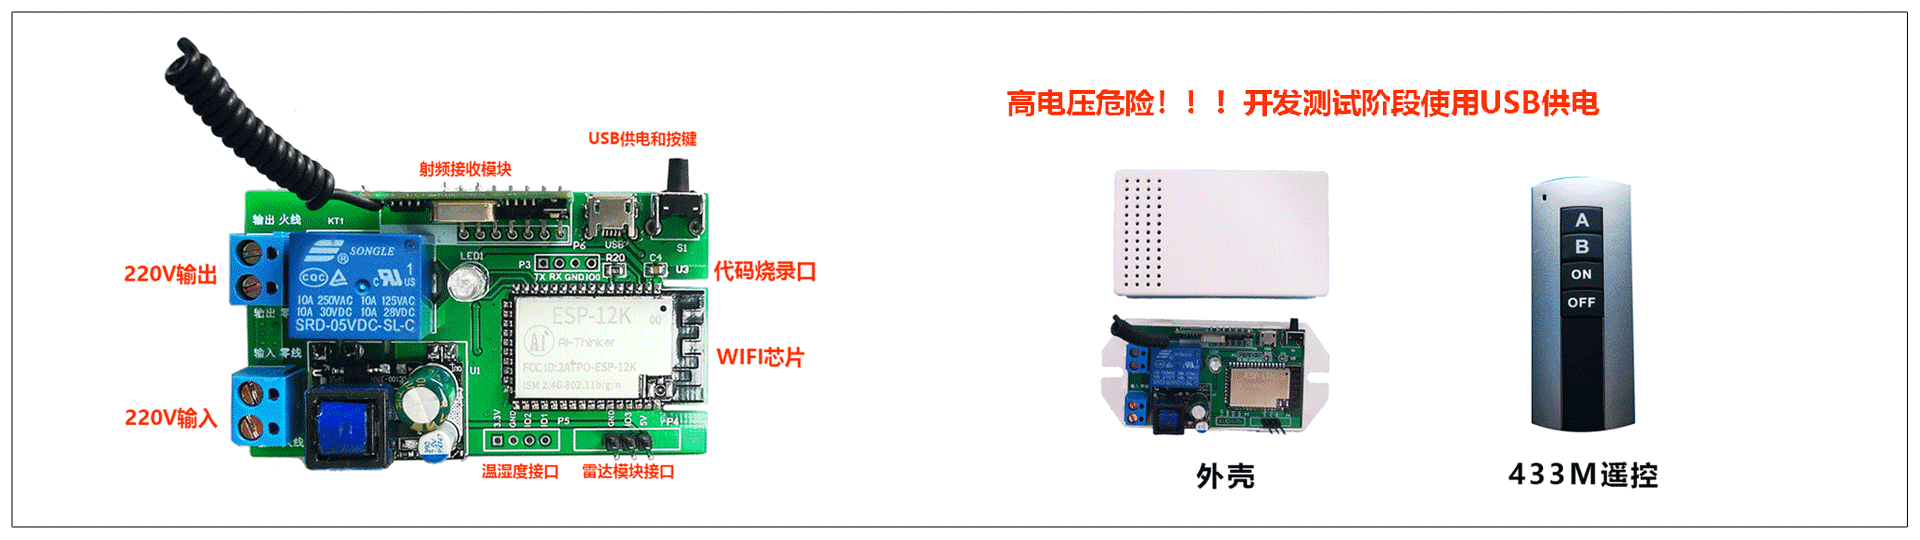 高电压危险！！！开发测试阶段使用USB供电
USB供电和按键
射频接收模块
输出 火线
KT1
P6
USB
S1
LED1
P3
TX RX GND IO0
R20
C4
U3
代码烧录口
220V输出
SONGLE
®
CQC
c US
1
10A 250VAC 10A 125VAC
10A 30VDC 10A 28VDC
SRD-05VDC-SL-C
输出
ESP-12K
Ai-Thinker
FCC ID:2ATPO-ESP-12K
ISM 2.4G 802.11b/g/n
WIFI芯片
输入 零线
U1
220V输入
3.3V
GND
IO2
IO1
P5
GND
IO3
5V
P4
温湿度接口
雷达模块接口
A
B
ON
OFF
外壳
433M遥控